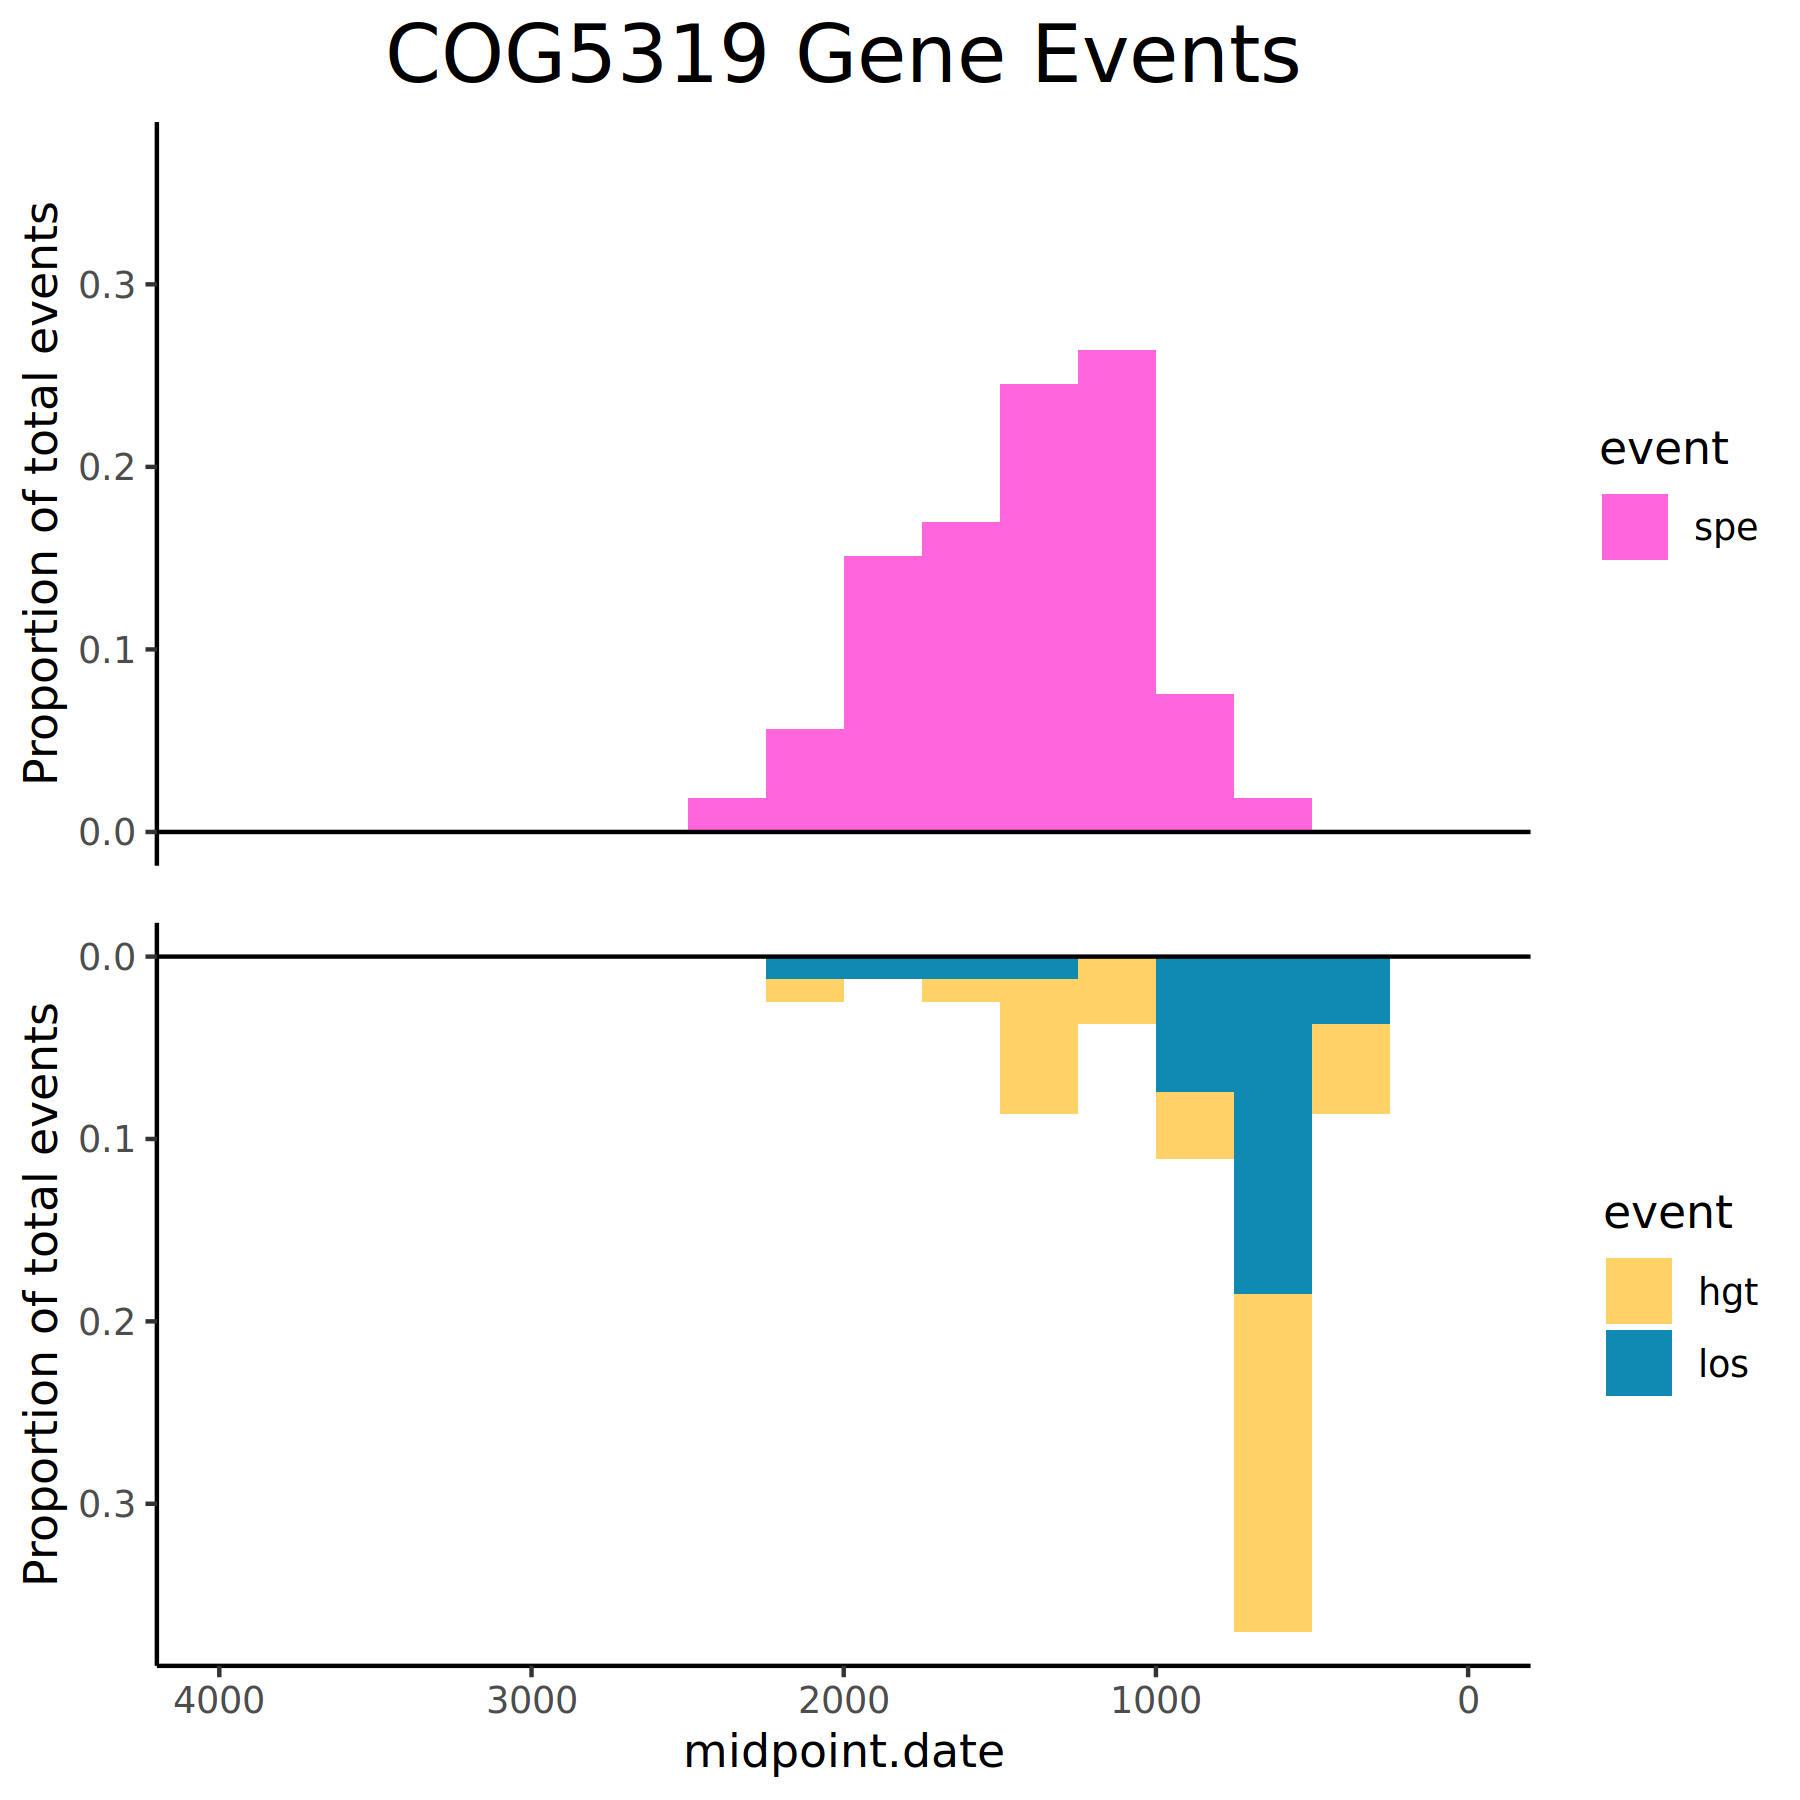 COG5319 Gene Events
Proportion of total events
0.3
0.2
0.1
0.0
event
spe
Proportion of total events
0.0
0.1
0.2
0.3
event
hgt
los
4000 3000 2000 1000 0
midpoint.date